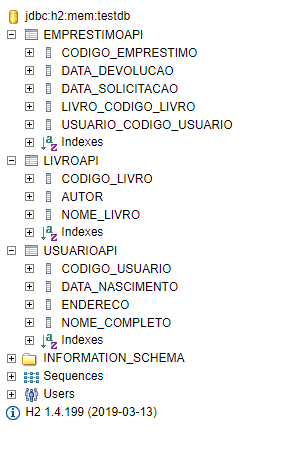 jdbc:h2:mem:testdb
EMPRESTIMOAPI
CODIGO_EMPRESTIMO
DATA_DEVOLUCAO
DATA_SOLICITACAO
LIVRO_CODIGO_LIVRO
USUARIO_CODIGO_USUARIO
Indexes
LIVROAPI
CODIGO_LIVRO
AUTOR
NOME_LIVRO
Indexes
USUARIOAPI
CODIGO_USUARIO
DATA_NASCIMENTO
ENDERECO
NOME_COMPLETO
Indexes
INFORMATION_SCHEMA
Sequences
Users
H2 1.4.199 (2019-03-13)